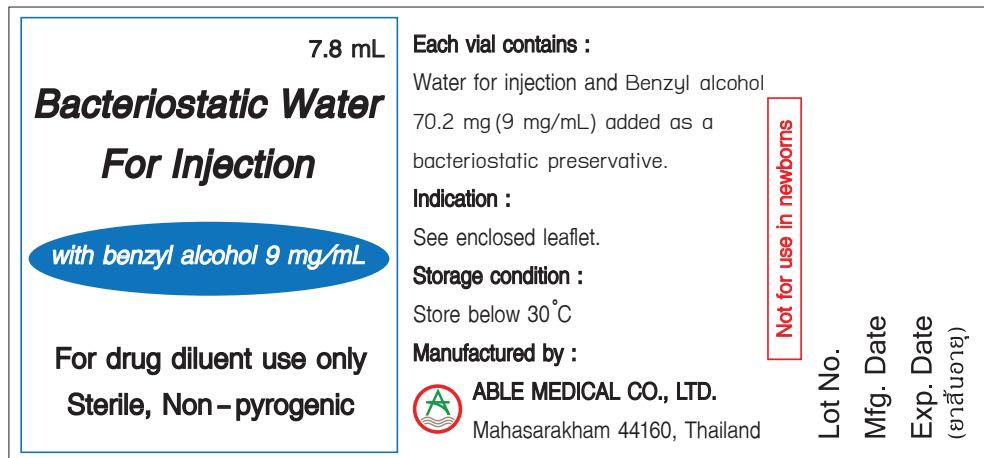 7.8 mL
Bacteriostatic Water
For Injection
with benzyl alcohol 9 mg/mL
For drug diluent use only
Sterile, Non-pyrogenic
Each vial contains :
Water for injection and Benzyl alcohol
70.2 mg (9 mg/mL) added as a
bacteriostatic preservative.
Indication :
See enclosed leaflet.
Storage condition :
Store below 30°C
Manufactured by :
ABLE MEDICAL CO., LTD.
Mahasarakham 44160, Thailand
Not for use in newborns
Lot No.
Mfg. Date
Exp. Date
(ยาสิ้นอายุ)